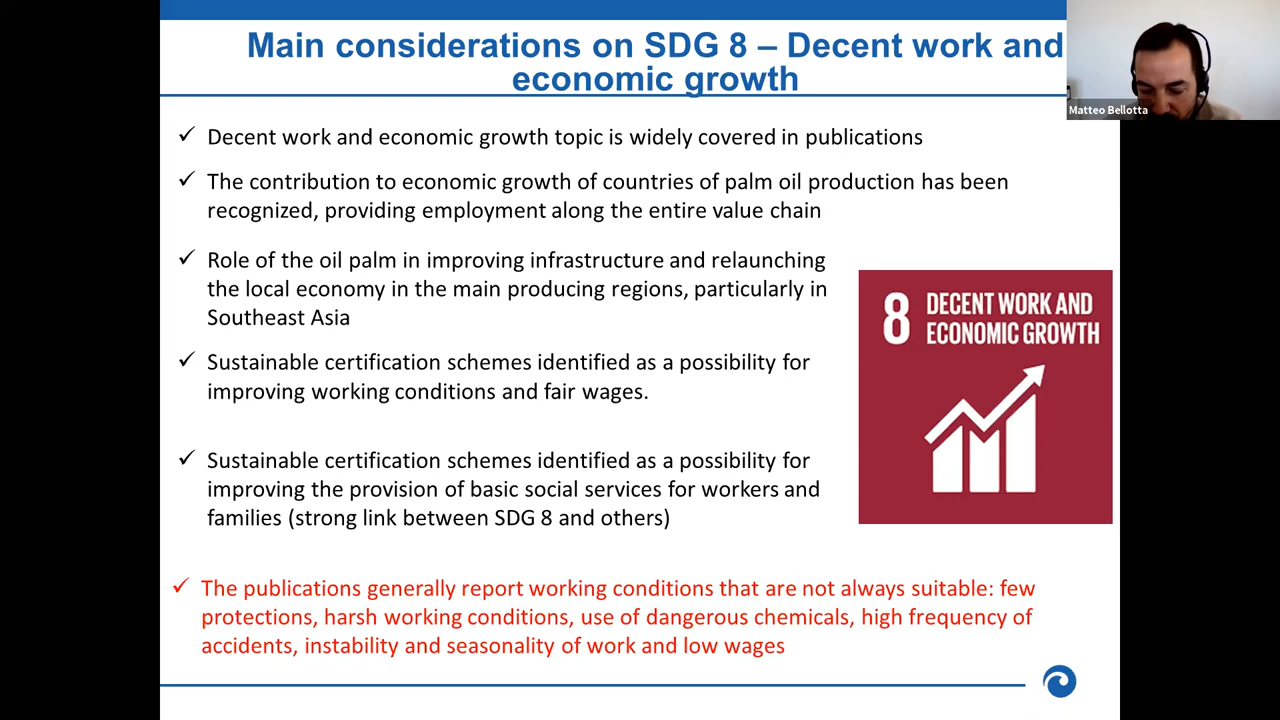 Main considerations on SDG 8 – Decent work and
economic growth
Matteo Bellotta
✓ Decent work and economic growth topic is widely covered in publications
✓ The contribution to economic growth of countries of palm oil production has been
recognized, providing employment along the entire value chain
✓ Role of the oil palm in improving infrastructure and relaunching
the local economy in the main producing regions, particularly in
Southeast Asia
✓ Sustainable certification schemes identified as a possibility for
improving working conditions and fair wages.
✓ Sustainable certification schemes identified as a possibility for
improving the provision of basic social services for workers and
families (strong link between SDG 8 and others)
8 DECENT WORK AND
ECONOMIC GROWTH
✓ The publications generally report working conditions that are not always suitable: few
protections, harsh working conditions, use of dangerous chemicals, high frequency of
accidents, instability and seasonality of work and low wages